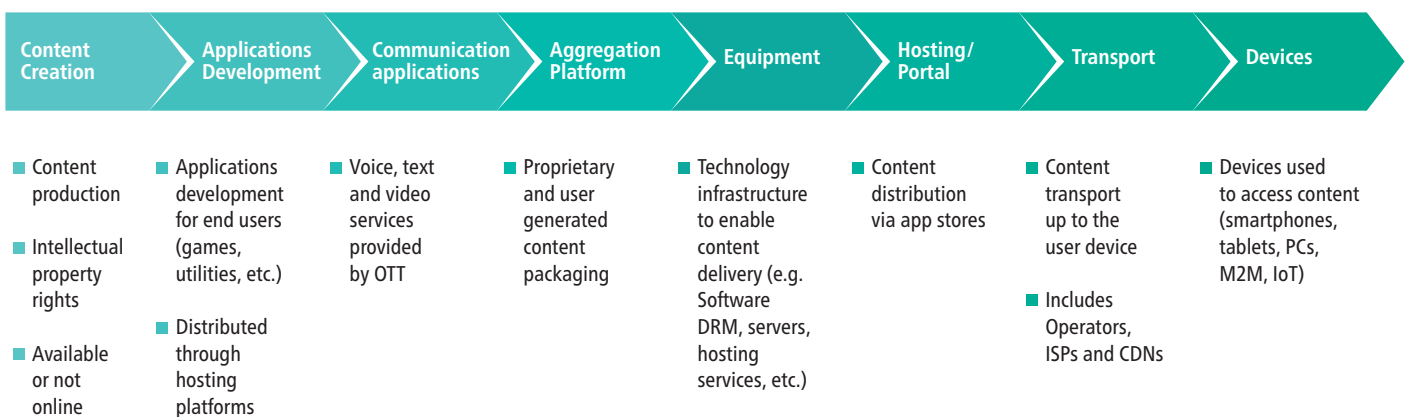 Content
Creation
Applications
Development
Communication
applications
Aggregation
Platform
Equipment
Hosting/
Portal
Transport
Devices
Content
production
Intellectual
property
rights
Available
or not
online
Applications
development
for end users
(games,
utilities, etc.)
Distributed
through
hosting
platforms
Voice, text
and video
services
provided
by OTT
Proprietary
and user
generated
content
packaging
Technology
infrastructure
to enable
content
delivery (e.g.
Software
DRM, servers,
hosting
services, etc.)
Content
distribution
via app stores
Content
transport
up to the
user device
Includes
Operators,
ISPs and CDNs
Devices used
to access content
(smartphones,
tablets, PCs,
M2M, IoT)